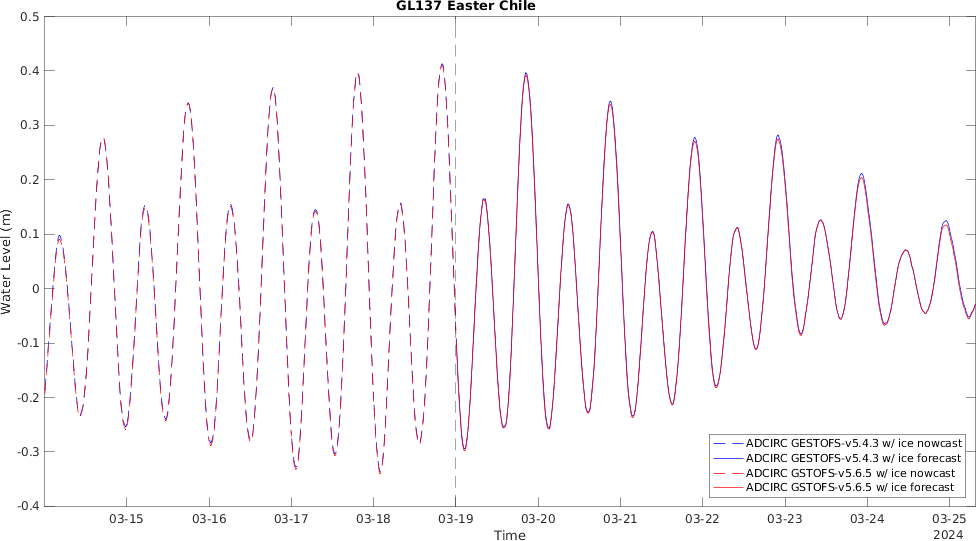 GL137 Easter Chile
0.5
0.4
0.3
0.2
0.1
0
-0.1
-0.2
-0.3
-0.4
Water Level (m)
ADCIRC GESTOFS-v5.4.3 w/ ice nowcast
ADCIRC GESTOFS-v5.4.3 w/ ice forecast
ADCIRC GSTOFS-v5.6.5 w/ ice nowcast
ADCIRC GSTOFS-v5.6.5 w/ ice forecast
03-15 03-16 03-17 03-18 03-19 03-20 03-21 03-22 03-23 03-24 03-25
Time
2024